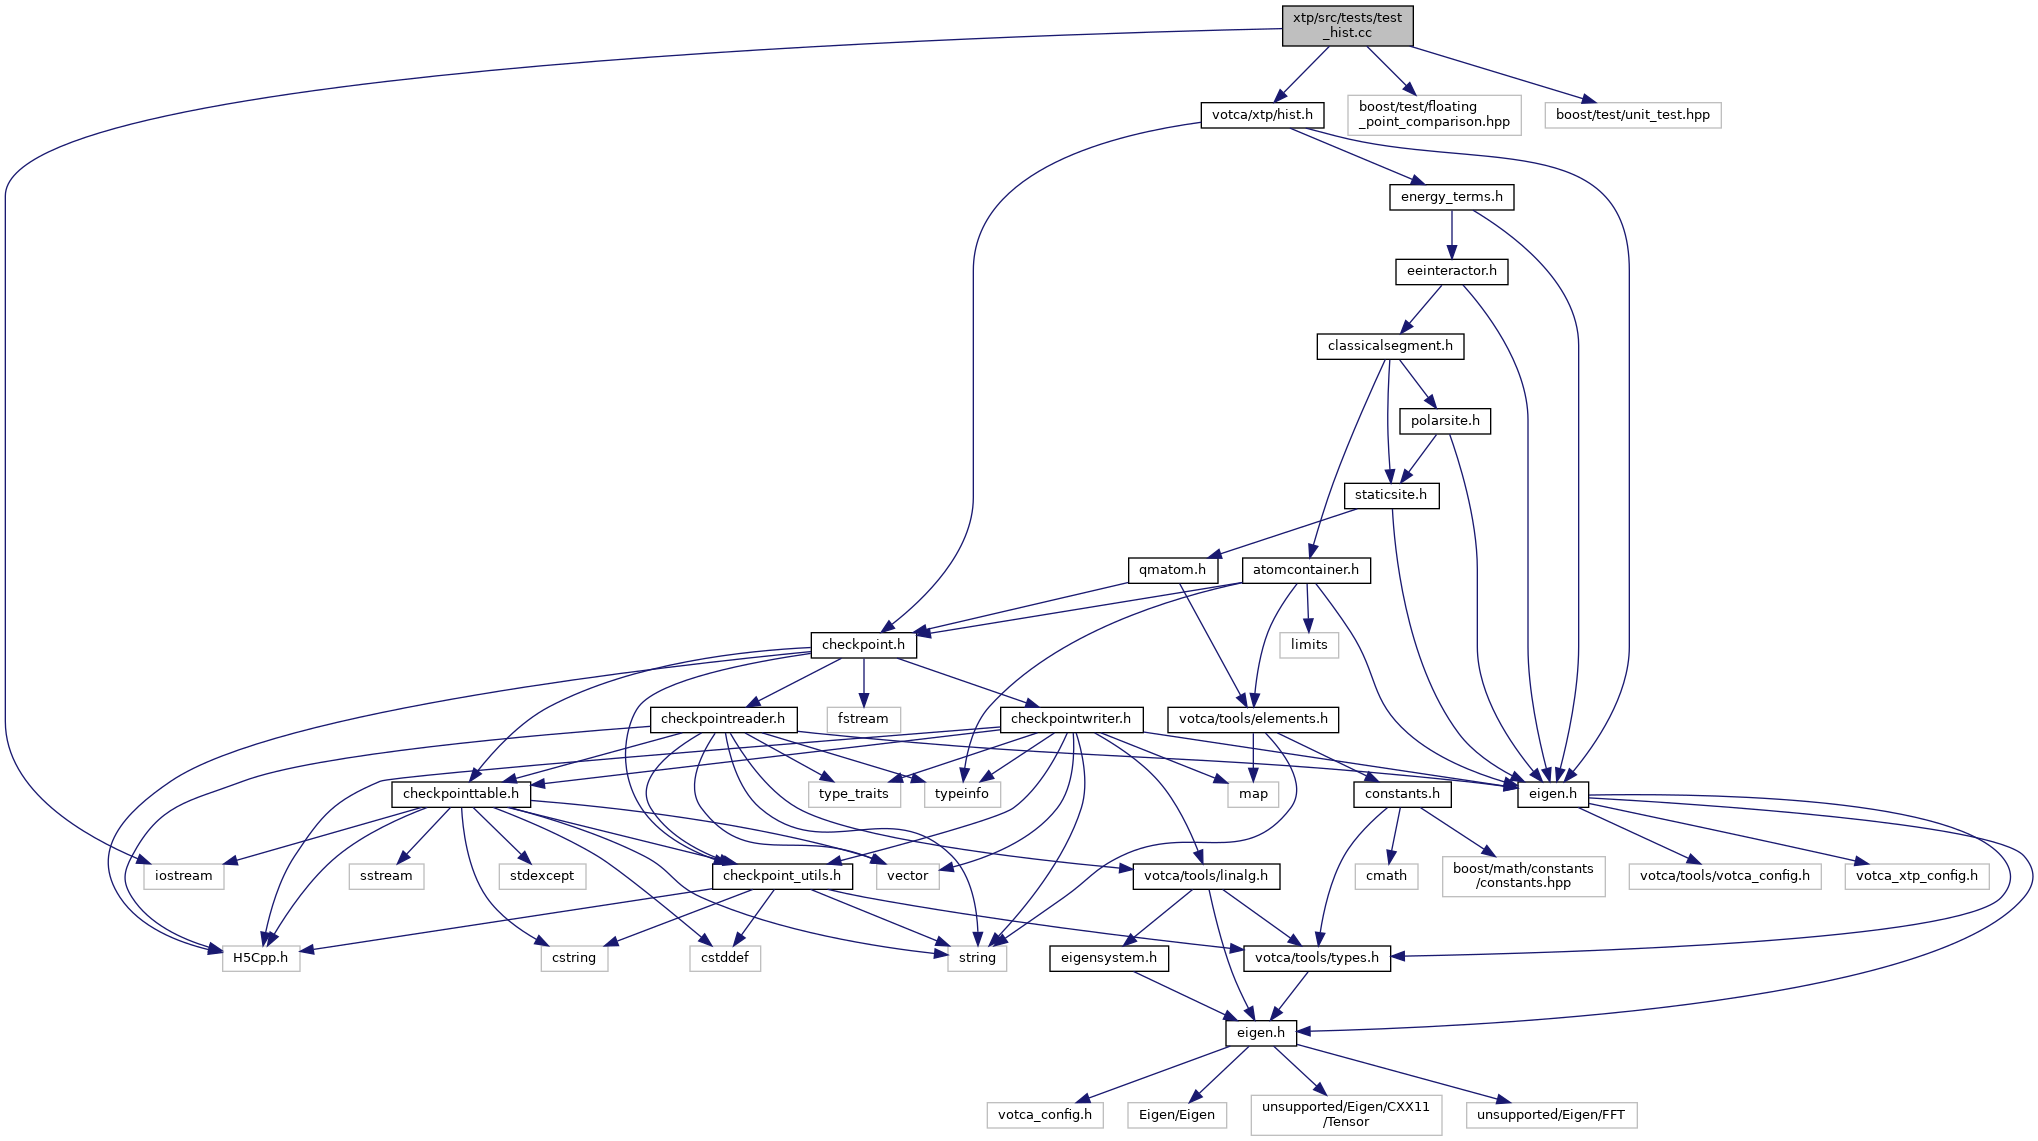 xtp/src/tests/test
_hist.cc
votca/xtp/hist.h
boost/test/floating
_point_comparison.hpp
boost/test/unit_test.hpp
energy_terms.h
eeinteractor.h
classicalsegment.h
polarsite.h
staticsite.h
qmatom.h
atomcontainer.h
checkpoint.h
limits
checkpointreader.h
fstream
checkpointwriter.h
votca/tools/elements.h
checkpointtable.h
type_traits
typeinfo
map
constants.h
eigen.h
iostream
sstream
stdexcept
checkpoint_utils.h
vector
votca/tools/linalg.h
cmath
boost/math/constants
/constants.hpp
votca/tools/votca_config.h
votca_xtp_config.h
H5Cpp.h
cstring
cstddef
string
eigensystem.h
votca/tools/types.h
eigen.h
votca_config.h
Eigen/Eigen
unsupported/Eigen/CXX11
/Tensor
unsupported/Eigen/FFT